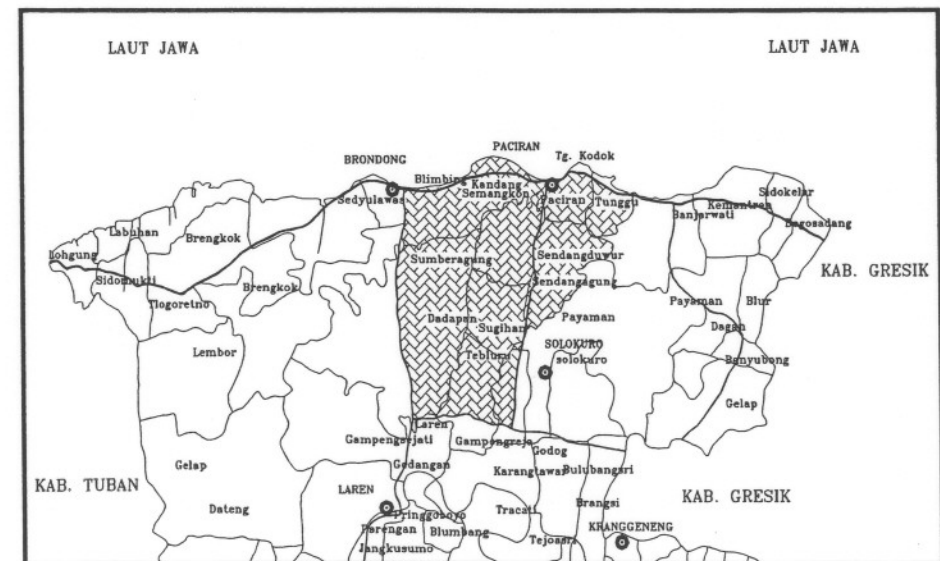 LAUT JAWA
LAUT JAWA
PACIRAN
Tg. Kodok
BRONDONG
Blimbing
Kandang
Semangkon
Sedyulawas
Paciran
Tunggu
Sidokelar
Kemantren
Banjarwati
Labuhan
Brengkok
Lohgung
Sumberagung
Sendangduwur
KAB. GRESIK
Sidomukti
Brengkok
Sendangagung
Tlogoretno
Payaman
Blur
Dadapan
Sugihan
Payaman
Dagan
Lembor
Tebluru
SOLOKURO
solokuro
Banyubong
Gelap
Laren
Gampengsejati
Gampengrejo
Godog
Gelap
Gedangan
Karangtawar
Bulubangsri
KAB. TUBAN
LAREN
KAB. GRESIK
Dateng
Pringgoboyo
Tracati
Brangsi
Parengan
Blumbang
KRANGGENENG
Jangkusumo
Tejoasri